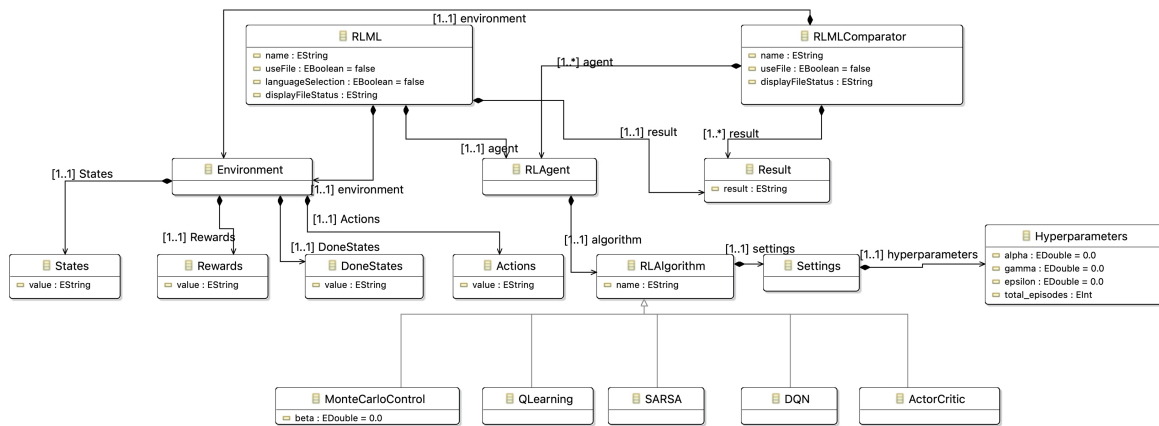 [1..1] environment
RLML
name : EString
useFile : EBoolean = false
languageSelection : EBoolean = false
displayFileStatus : EString
RLMLComparator
name : EString
useFile : EBoolean = false
displayFileStatus : EString
[1..*] agent
[1..1] result
[1..*] result
[1..1] agent
Environment
RLAgent
Result
result : EString
[1..1] States
[1..1] environment
[1..1] Actions
[1..1] Rewards
[1..1] DoneStates
[1..1] algorithm
[1..1] settings
[1..1] hyperparameters
States
value : EString
Rewards
value : EString
DoneStates
value : EString
Actions
value : EString
RLAlgorithm
name : EString
Settings
Hyperparameters
alpha : EDouble = 0.0
gamma : EDouble = 0.0
epsilon : EDouble = 0.0
total_episodes : EInt
MonteCarloControl
beta : EDouble = 0.0
QLearning
SARSA
DQN
ActorCritic